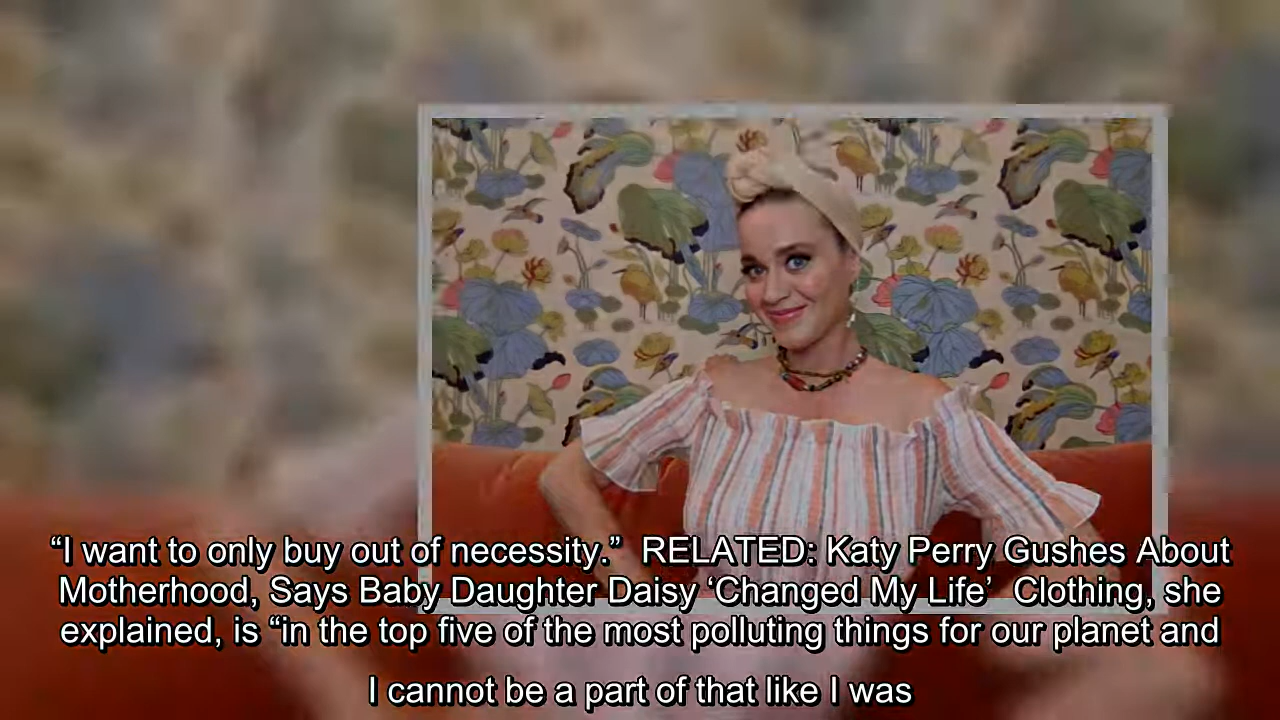 “I want to only buy out of necessity.”  RELATED: Katy Perry Gushes About
Motherhood, Says Baby Daughter Daisy ‘Changed My Life’  Clothing, she
explained, is “in the top five of the most polluting things for our planet and
I cannot be a part of that like I was